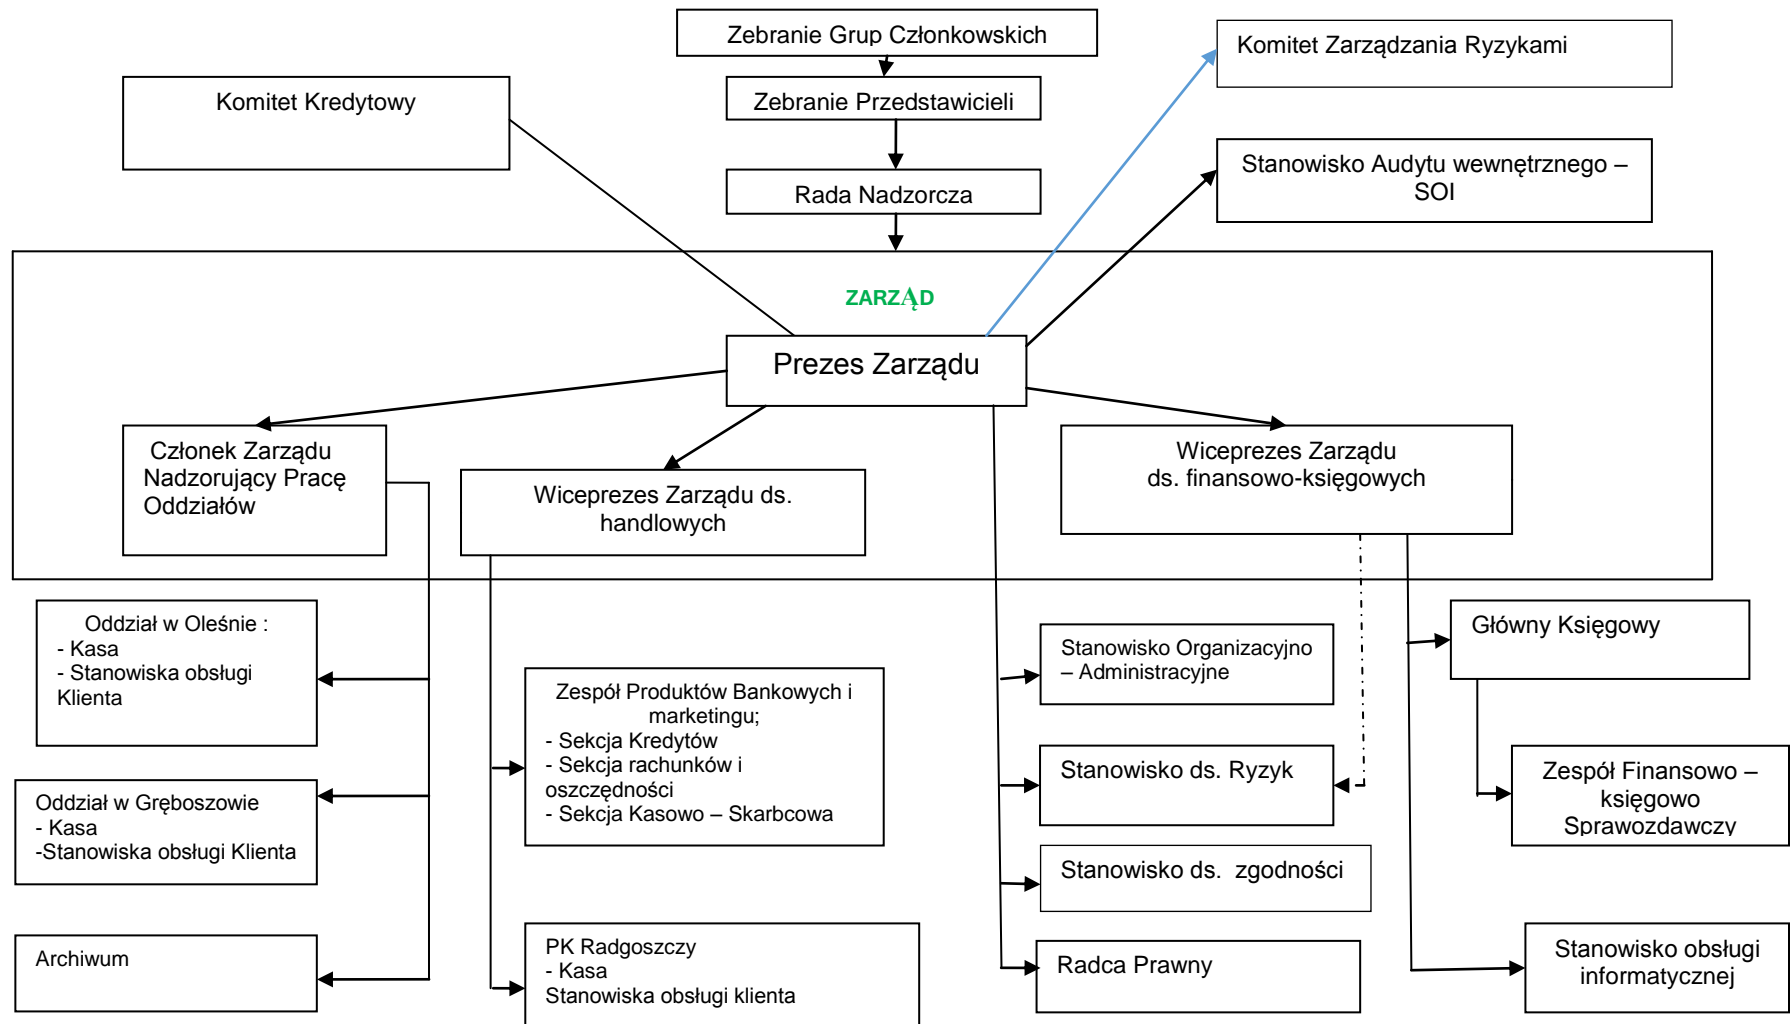 Zebranie Grup Członkowskich
Komitet Zarządzania Ryzykami
Komitet Kredytowy
Zebranie Przedstawicieli
Stanowisko Audytu wewnętrznego –
SOI
Rada Nadzorcza
ZARZĄD
Prezes Zarządu
Członek Zarządu
Nadzorujący Pracę
Oddziałów
Wiceprezes Zarządu ds.
handlowych
Wiceprezes Zarządu
ds. finansowo-księgowych
Oddział w Oleśnie :
- Kasa
- Stanowiska obsługi
Klienta
Zespół Produktów Bankowych i
marketingu;
- Sekcja Kredytów
- Sekcja rachunków i
oszczędności
- Sekcja Kasowo – Skarbcowa
Stanowisko Organizacyjno
– Administracyjne
Główny Księgowy
Stanowisko ds. Ryzyk
Zespół Finansowo –
księgowo
Sprawozdawczy
Oddział w Gręboszowie
- Kasa
-Stanowiska obsługi Klienta
Stanowisko ds.  zgodności
Archiwum
PK Radgoszczy
- Kasa
Stanowiska obsługi klienta
Radca Prawny
Stanowisko obsługi
informatycznej